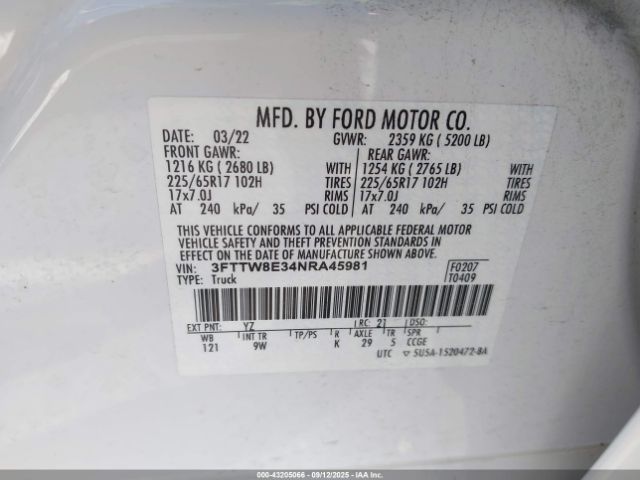 MFD. BY FORD MOTOR CO.
DATE: 03/22 GVWR: 2359 KG ( 5200 LB)
FRONT GAWR: REAR GAWR:
1216 KG ( 2680 LB) WITH 1254 KG ( 2765 LB) WITH
225/65R17 102H TIRES 225/65R17 102H TIRES
17x7.0J RIMS 17x7.0J RIMS
AT 240 kPa/ 35 PSI COLD AT 240 kPa/ 35 PSI COLD
THIS VEHICLE CONFORMS TO ALL APPLICABLE FEDERAL MOTOR
VEHICLE SAFETY AND THEFT PREVENTION STANDARDS IN
EFFECT ON THE DATE OF MANUFACTURE SHOWN ABOVE.
VIN: 3FTTW8E34NRA45981 F0207
TYPE: Truck T0409
EXT PNT: YZ RC: 21 DSO:
WB INT TR TP/PS R AXLE TR SPR
121 9W K 29 5 CCGE
UTC ▽ 5U5A-1520472-BA
000-43205066 - 09/12/2025 - IAAI.COM